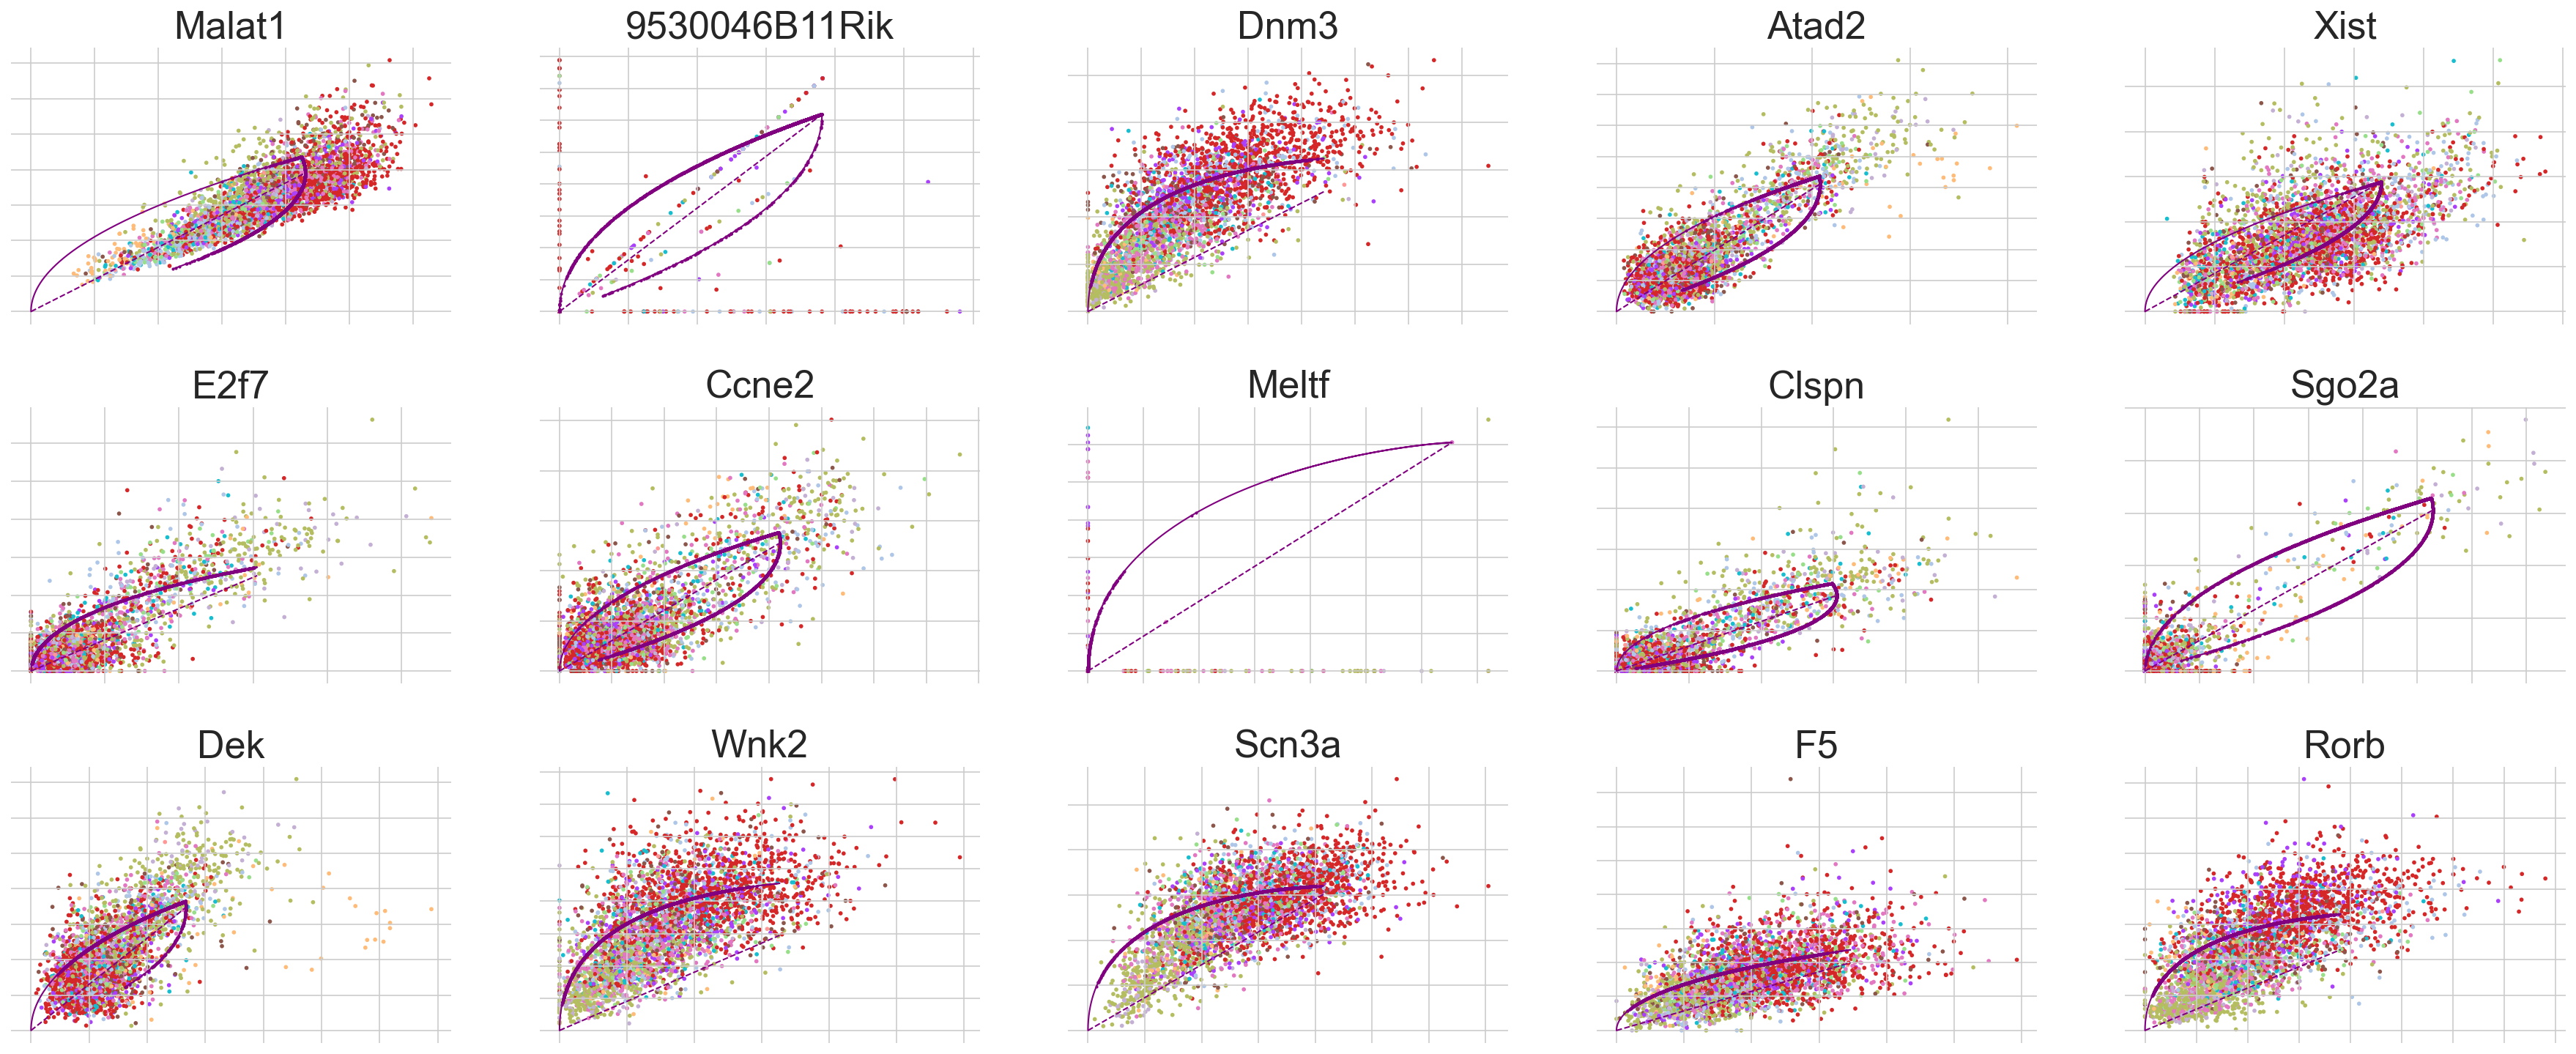 Malat1
9530046B11Rik
Dnm3
Atad2
Xist
E2f7
Ccne2
Meltf
Clspn
Sgo2a
Dek
Wnk2
Scn3a
F5
Rorb